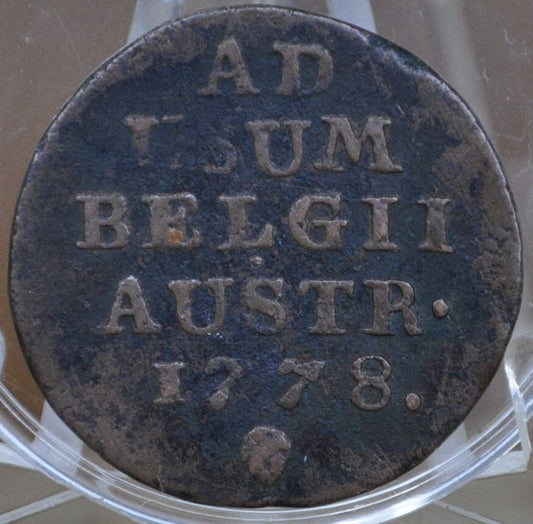 AD
USUM
BELGII
AUSTR.
1778.